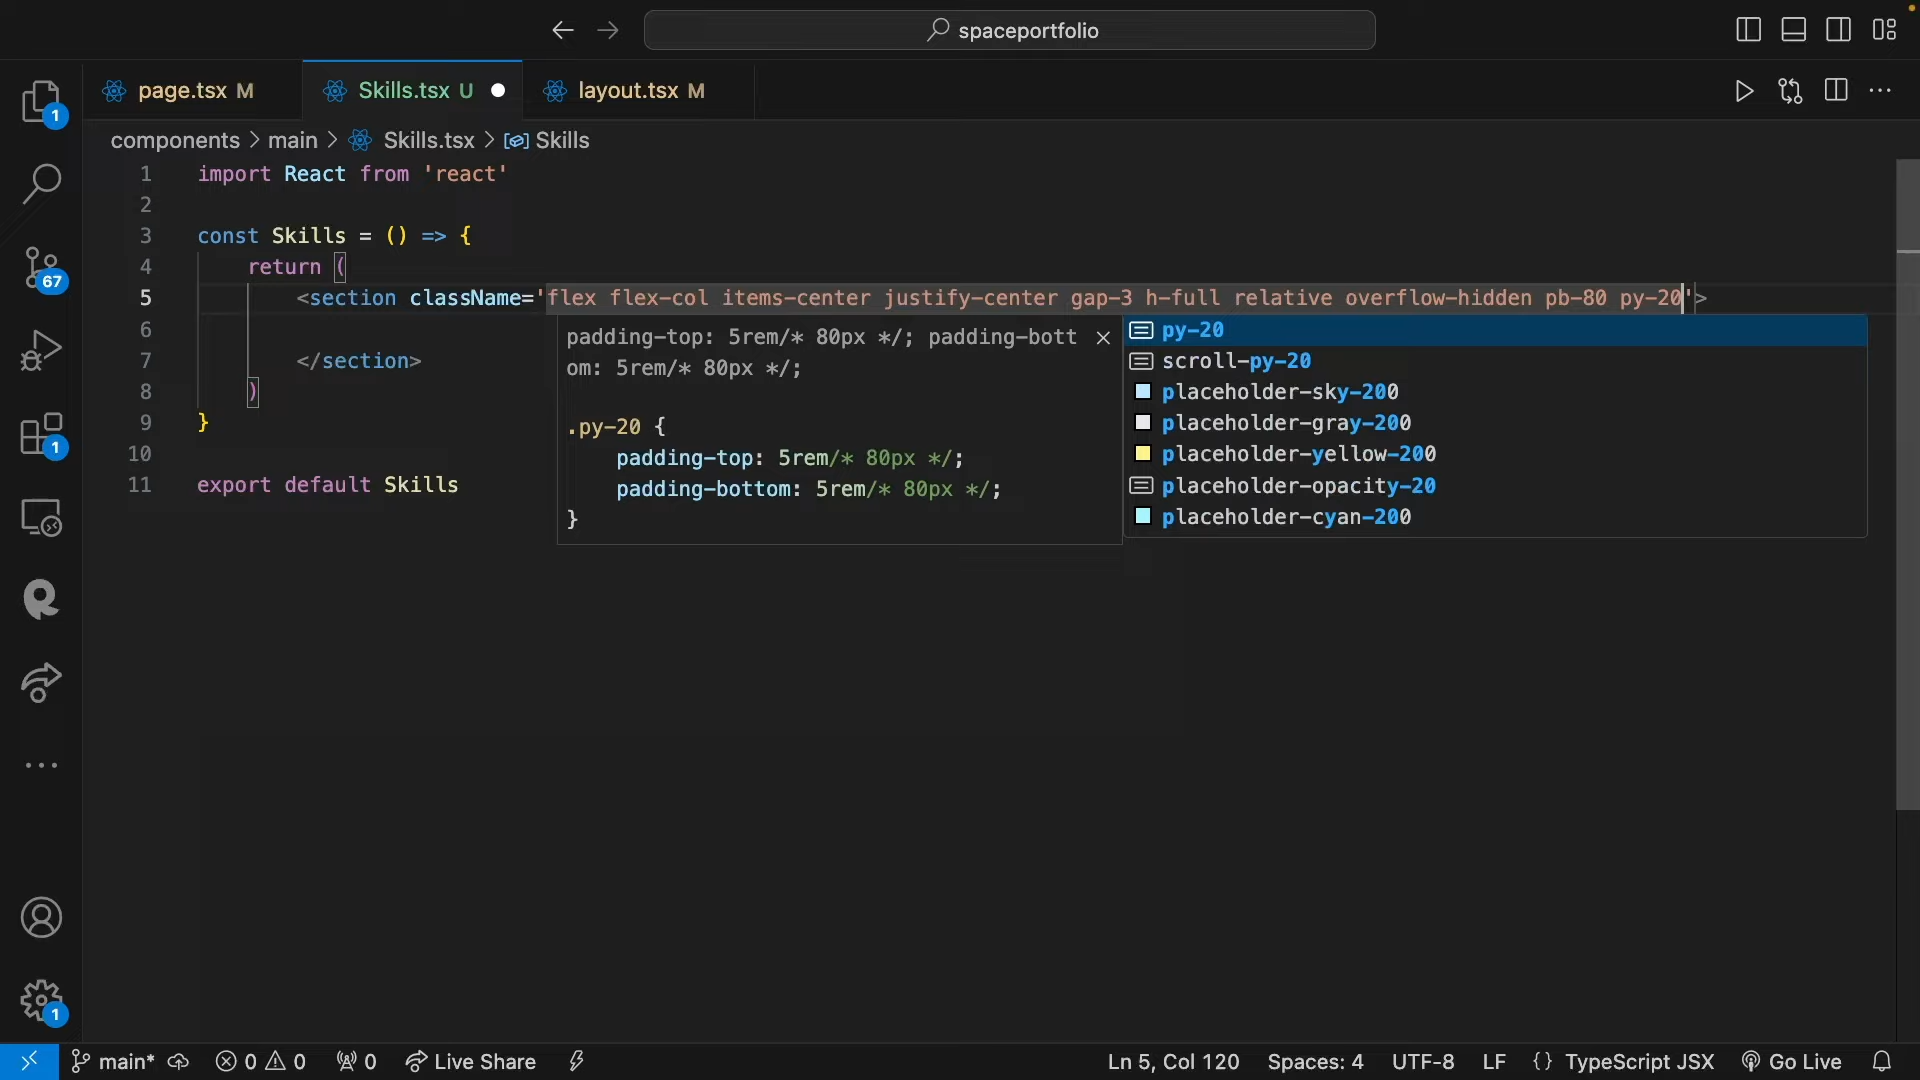 spaceportfolio
page.tsx M
Skills.tsx U
layout.tsx M
components > main > Skills.tsx > Skills
1 import React from 'react'
2
3 const Skills = () => {
4 return (
5 <section className='flex flex-col items-center justify-center gap-3 h-full relative overflow-hidden pb-80 py-20'>
6
7 </section>
8 )
9 }
10
11 export default Skills
padding-top: 5rem/* 80px */; padding-bott
om: 5rem/* 80px */;
.py-20 {
padding-top: 5rem/* 80px */;
padding-bottom: 5rem/* 80px */;
}
py-20
scroll-py-20
placeholder-sky-200
placeholder-gray-200
placeholder-yellow-200
placeholder-opacity-20
placeholder-cyan-200
1
67
1
1
main* 0 0 0 Live Share Ln 5, Col 120 Spaces: 4 UTF-8 LF {} TypeScript JSX Go Live